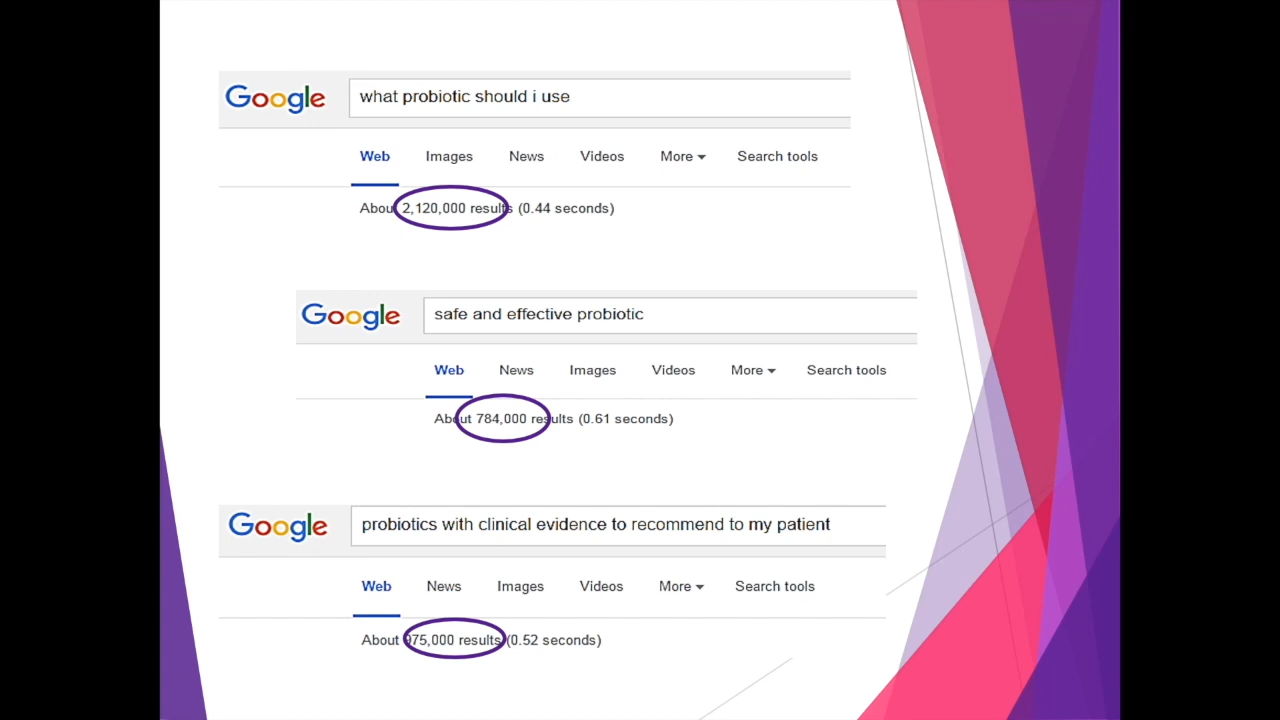 Google what probiotic should i use
Web Images News Videos More Search tools
About 2,120,000 results (0.44 seconds)
Google safe and effective probiotic
Web News Images Videos More Search tools
About 784,000 results (0.61 seconds)
Google probiotics with clinical evidence to recommend to my patient
Web News Images Videos More Search tools
About 975,000 results (0.52 seconds)